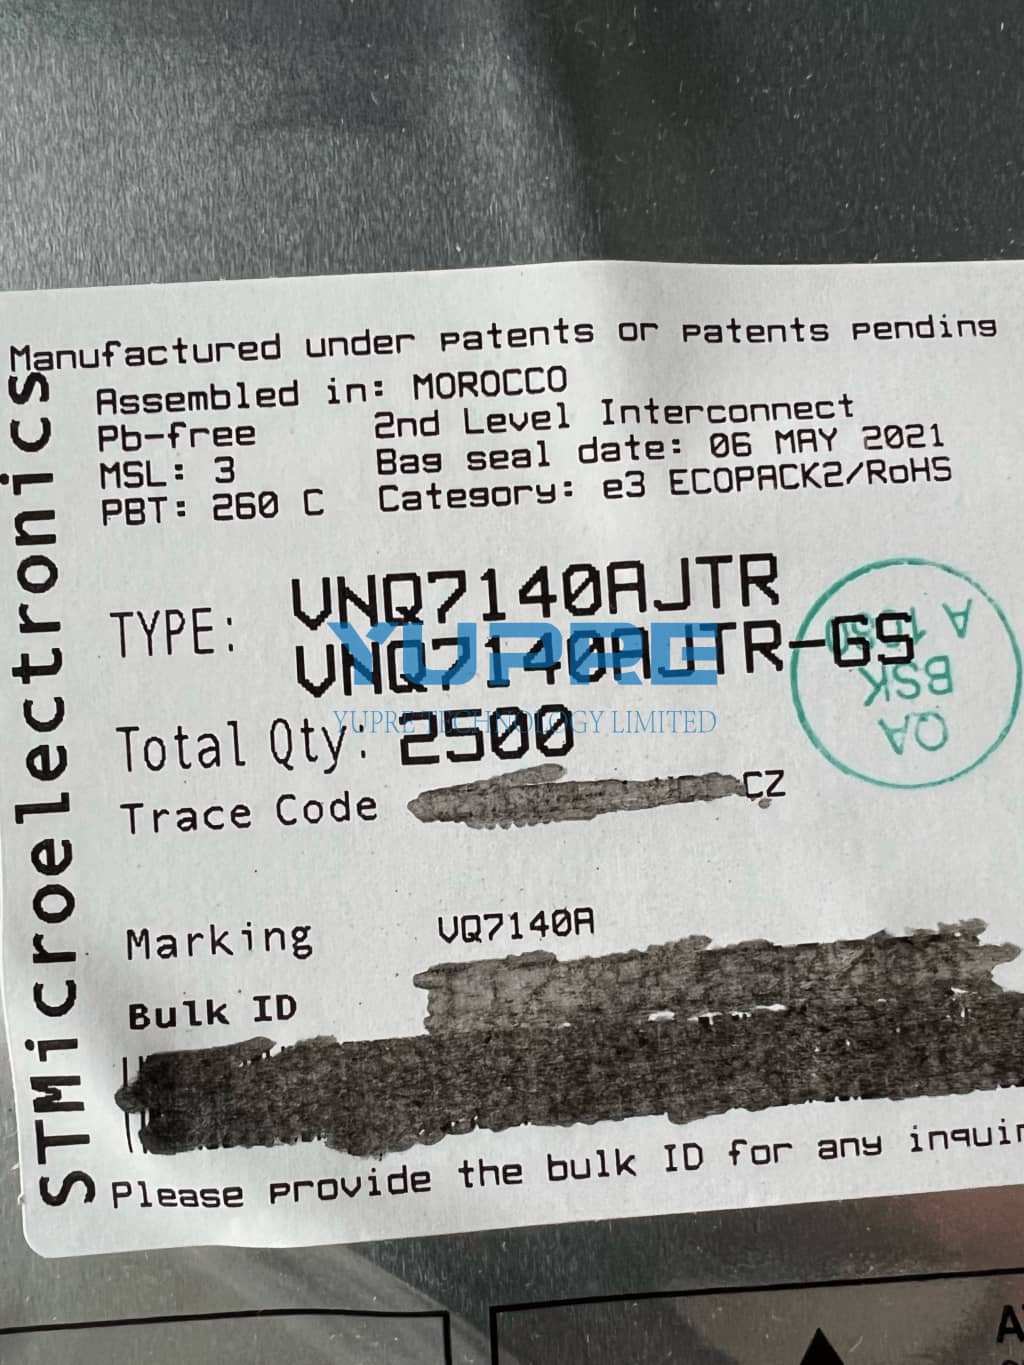 Manufactured under patents or patents pending
Assembled in: MOROCCO
Pb-free 2nd Level Interconnect
MSL: 3 Bag seal date: 06 MAY 2021
PBT: 260 C Category: e3 ECOPACK2/RoHS
TYPE: VNQ7140AJTR
VNQ7140AJTR-GS
YUPRE
YUPRE TECHNOLOGY LIMITED
Total Qty: 2500
Trace Code CZ
Marking VQ7140A
Bulk ID
Please provide the bulk ID for any inquir
STMicroelectronics
QA
BSK
A